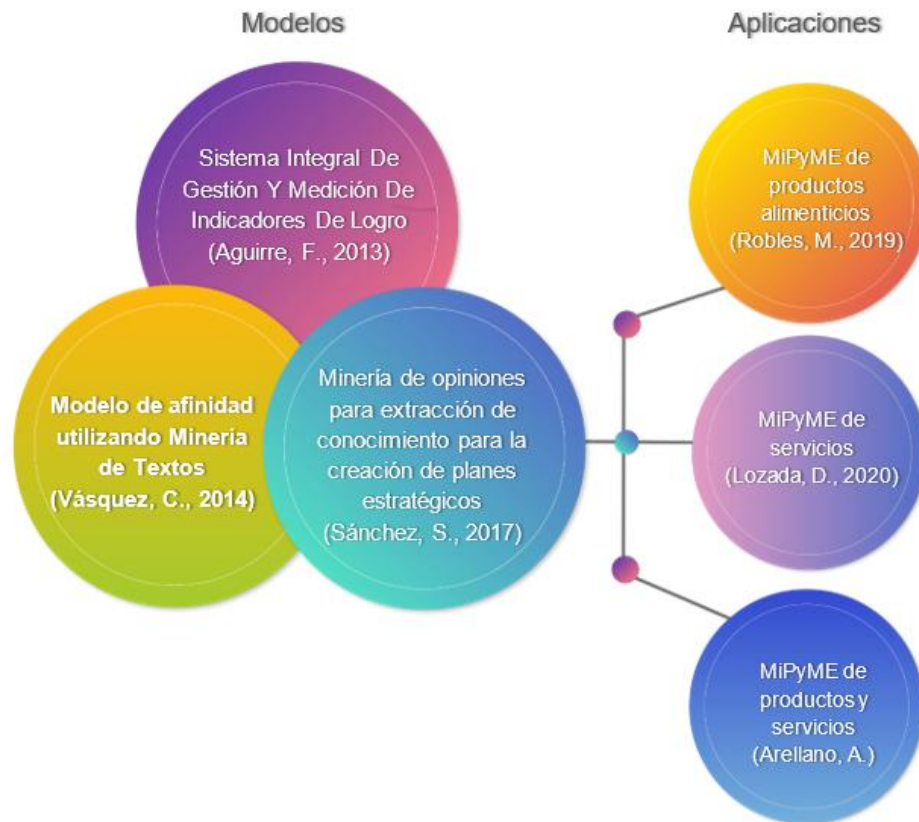 Modelos
Aplicaciones
Sistema Integral De
Gestión Y Medición De
Indicadores De Logro
(Aguirre, F., 2013)
Modelo de afinidad
utilizando Minería
de Textos
(Vásquez, C., 2014)
Minería de opiniones
para extracción de
conocimiento para la
creación de planes
estratégicos
(Sánchez, S., 2017)
MiPyME de
productos
alimenticios
(Robles, M., 2019)
MiPyME de
servicios
(Lozada, D., 2020)
MiPyME de
productos y
servicios
(Arellano, A.)